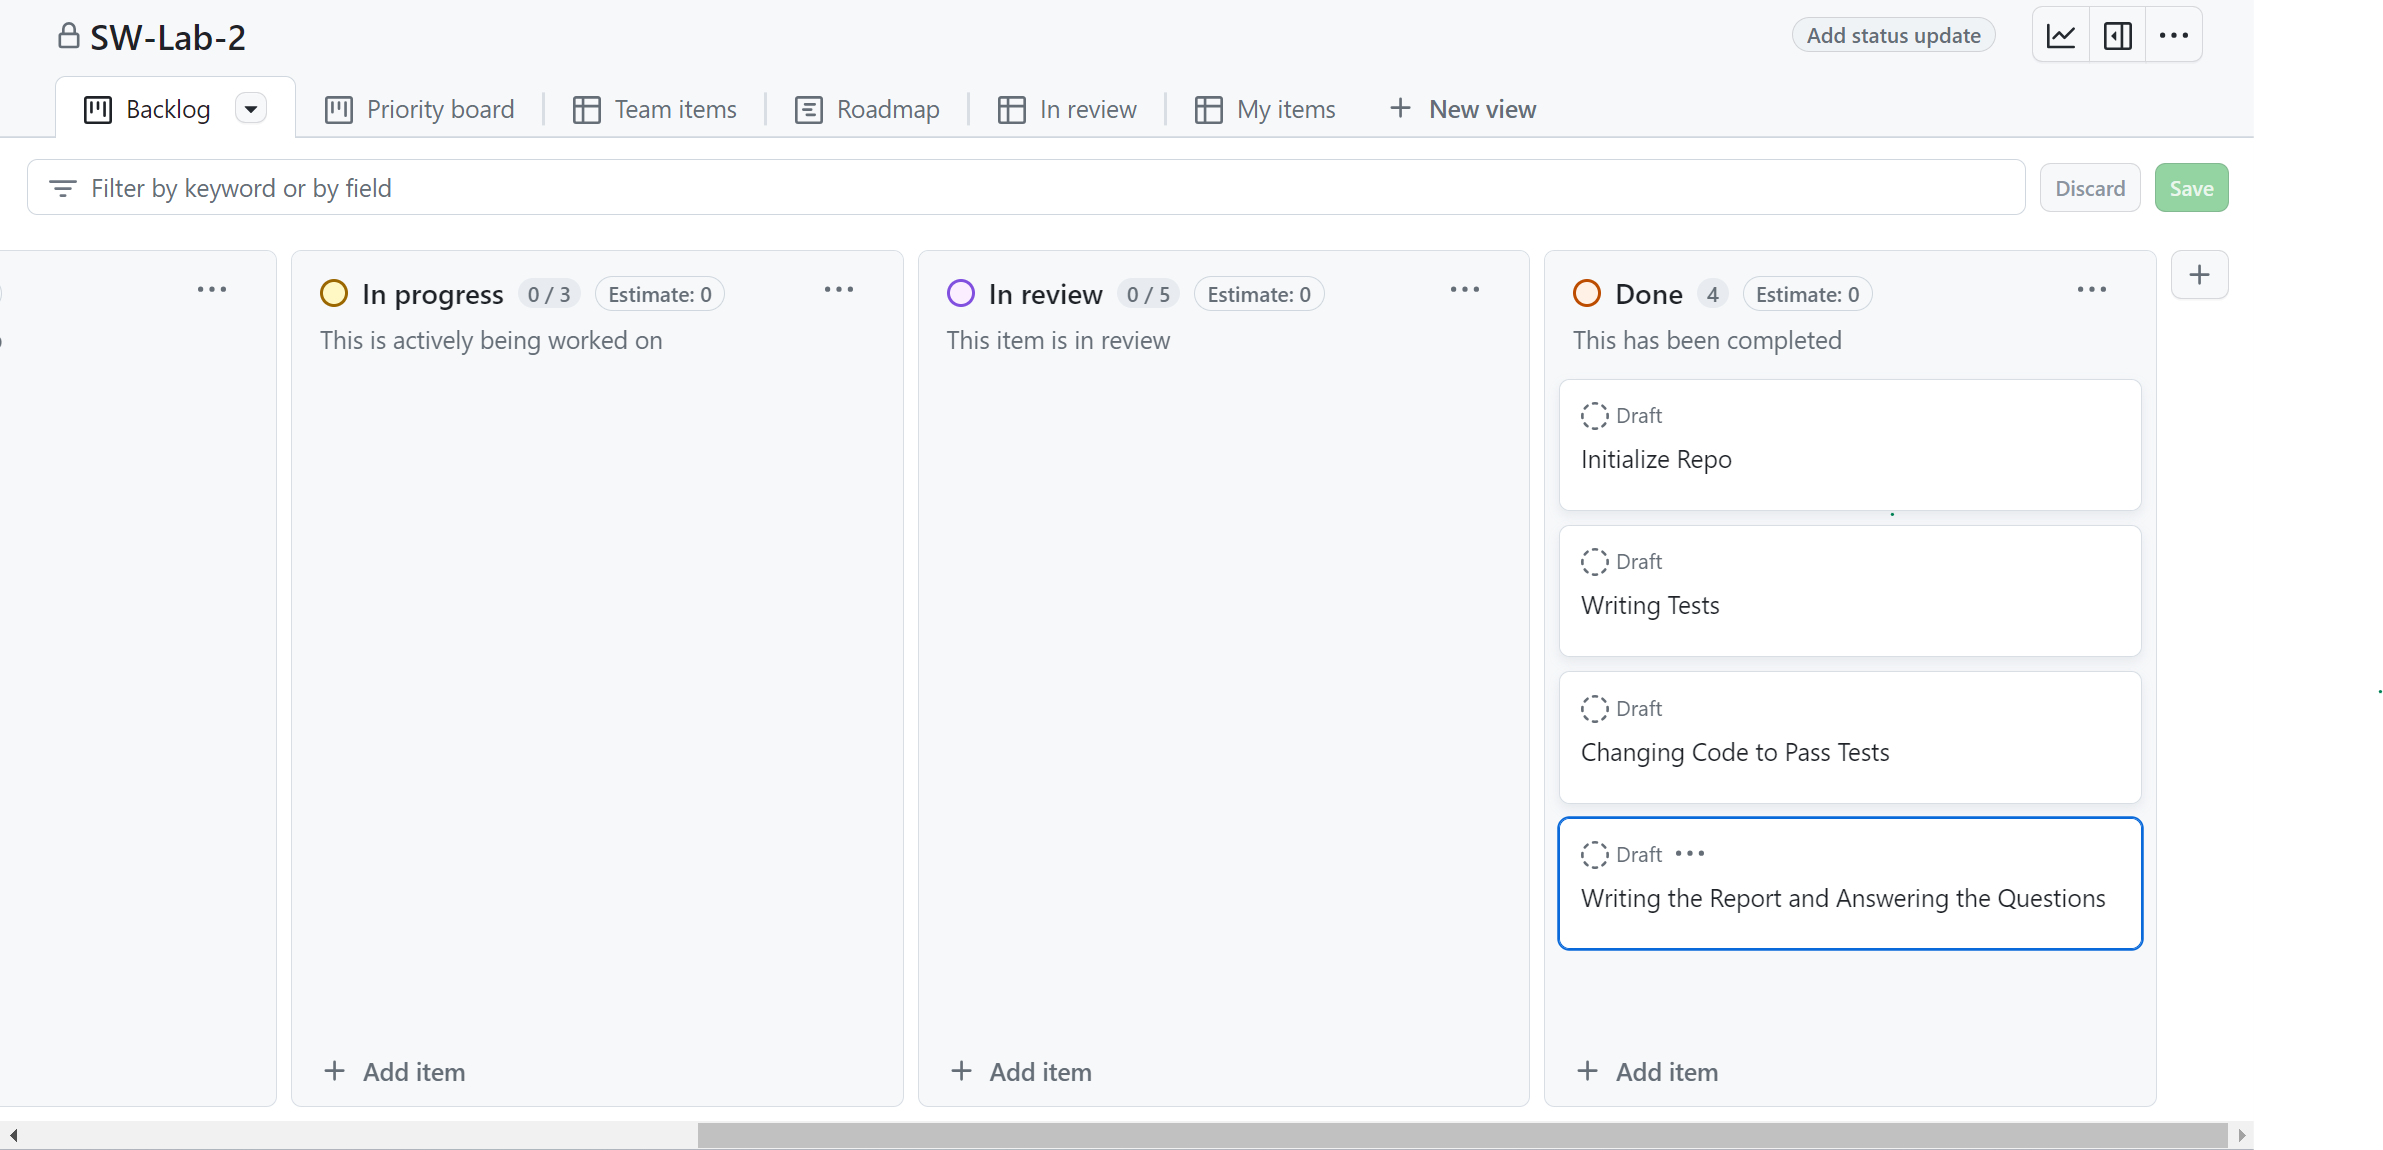 SW-Lab-2
Add status update
Backlog
Priority board
Team items
Roadmap
In review
My items
New view
Filter by keyword or by field
Discard
Save
In progress 0 / 3 Estimate: 0
This is actively being worked on
Add item
In review 0 / 5 Estimate: 0
This item is in review
Add item
Done 4 Estimate: 0
This has been completed
Draft
Initialize Repo
Draft
Writing Tests
Draft
Changing Code to Pass Tests
Draft
Writing the Report and Answering the Questions
Add item